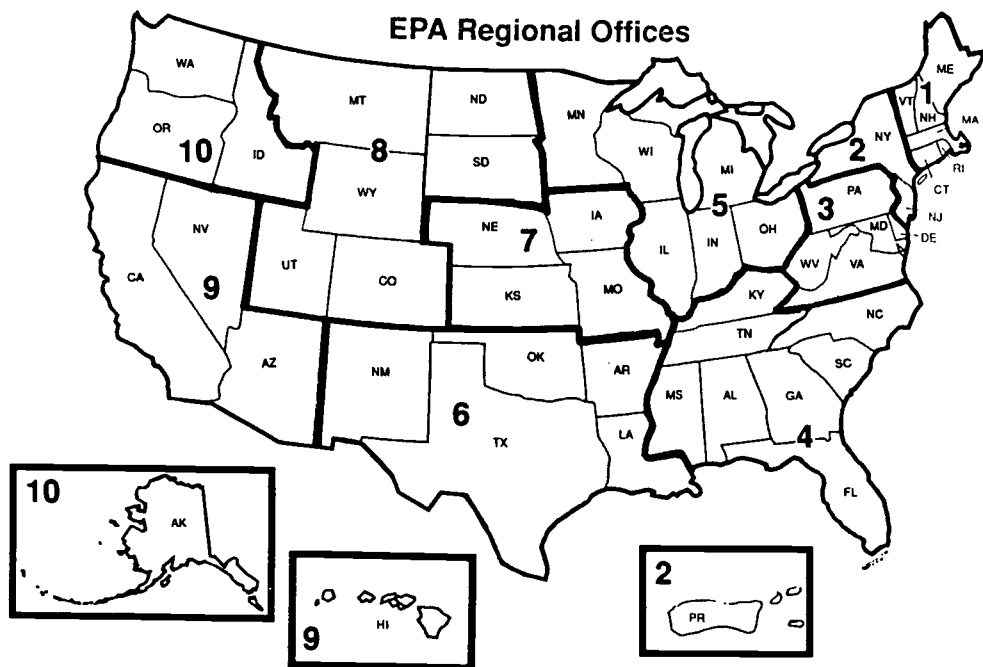 EPA Regional Offices
WA
OR
10
ID
MT
8
WY
ND
SD
MN
WI
MI
5
IL
IN
OH
ME
1
VT
NH
MA
NY
2
RI
CT
PA
3
NJ
MD
DE
WV
VA
NV
CA
9
UT
CO
AZ
NE
7
IA
KS
MO
KY
NC
TN
SC
NM
OK
AR
6
TX
LA
MS
AL
GA
4
FL
10
AK
HI
9
2
PR